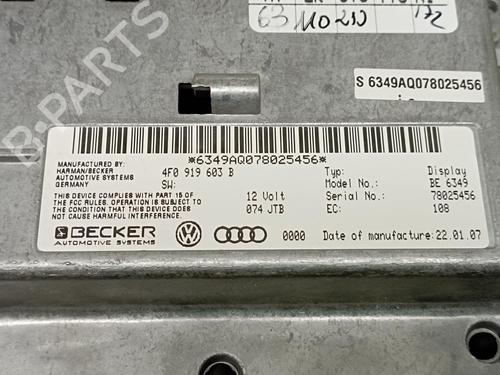 63 110210 172
S 6349AQ078025456
*6349AQ078025456*
MANUFACTURED BY:
HARMAN/BECKER
AUTOMOTIVE SYSTEMS
GERMANY
4F0 919 603 B
SW:
Typ: Display
Model No.: BE 6349
THIS DEVICE COMPLIES WITH PART 15 OF
THE FCC RULES. OPERATION IS SUBJECT TO
THE CONDITION THAT THIS DEVICE DOES NOT
CAUSE HARMFUL INTERFERENCE
12 Volt
074 JTB
Serial No.: 78025456
EC: 108
BECKER
AUTOMOTIVE SYSTEMS
0000 Date of manufacture: 22.01.07
B-PARTS